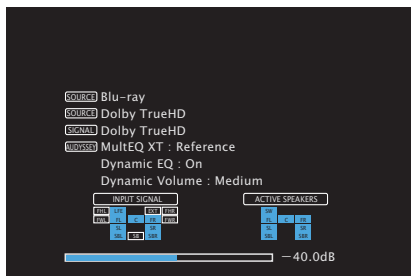 SOURCE Blu-ray
SOURCE Dolby TrueHD
SIGNAL Dolby TrueHD
AUDYSSEY MultEQ XT : Reference
Dynamic EQ : On
Dynamic Volume : Medium
INPUT SIGNAL ACTIVE SPEAKERS
FHL LFE EXT FHR SW
FWL FL C FR FWR FL C FR
SL SR SL SR
SBL SB SBR SBL SBR
-40.0dB